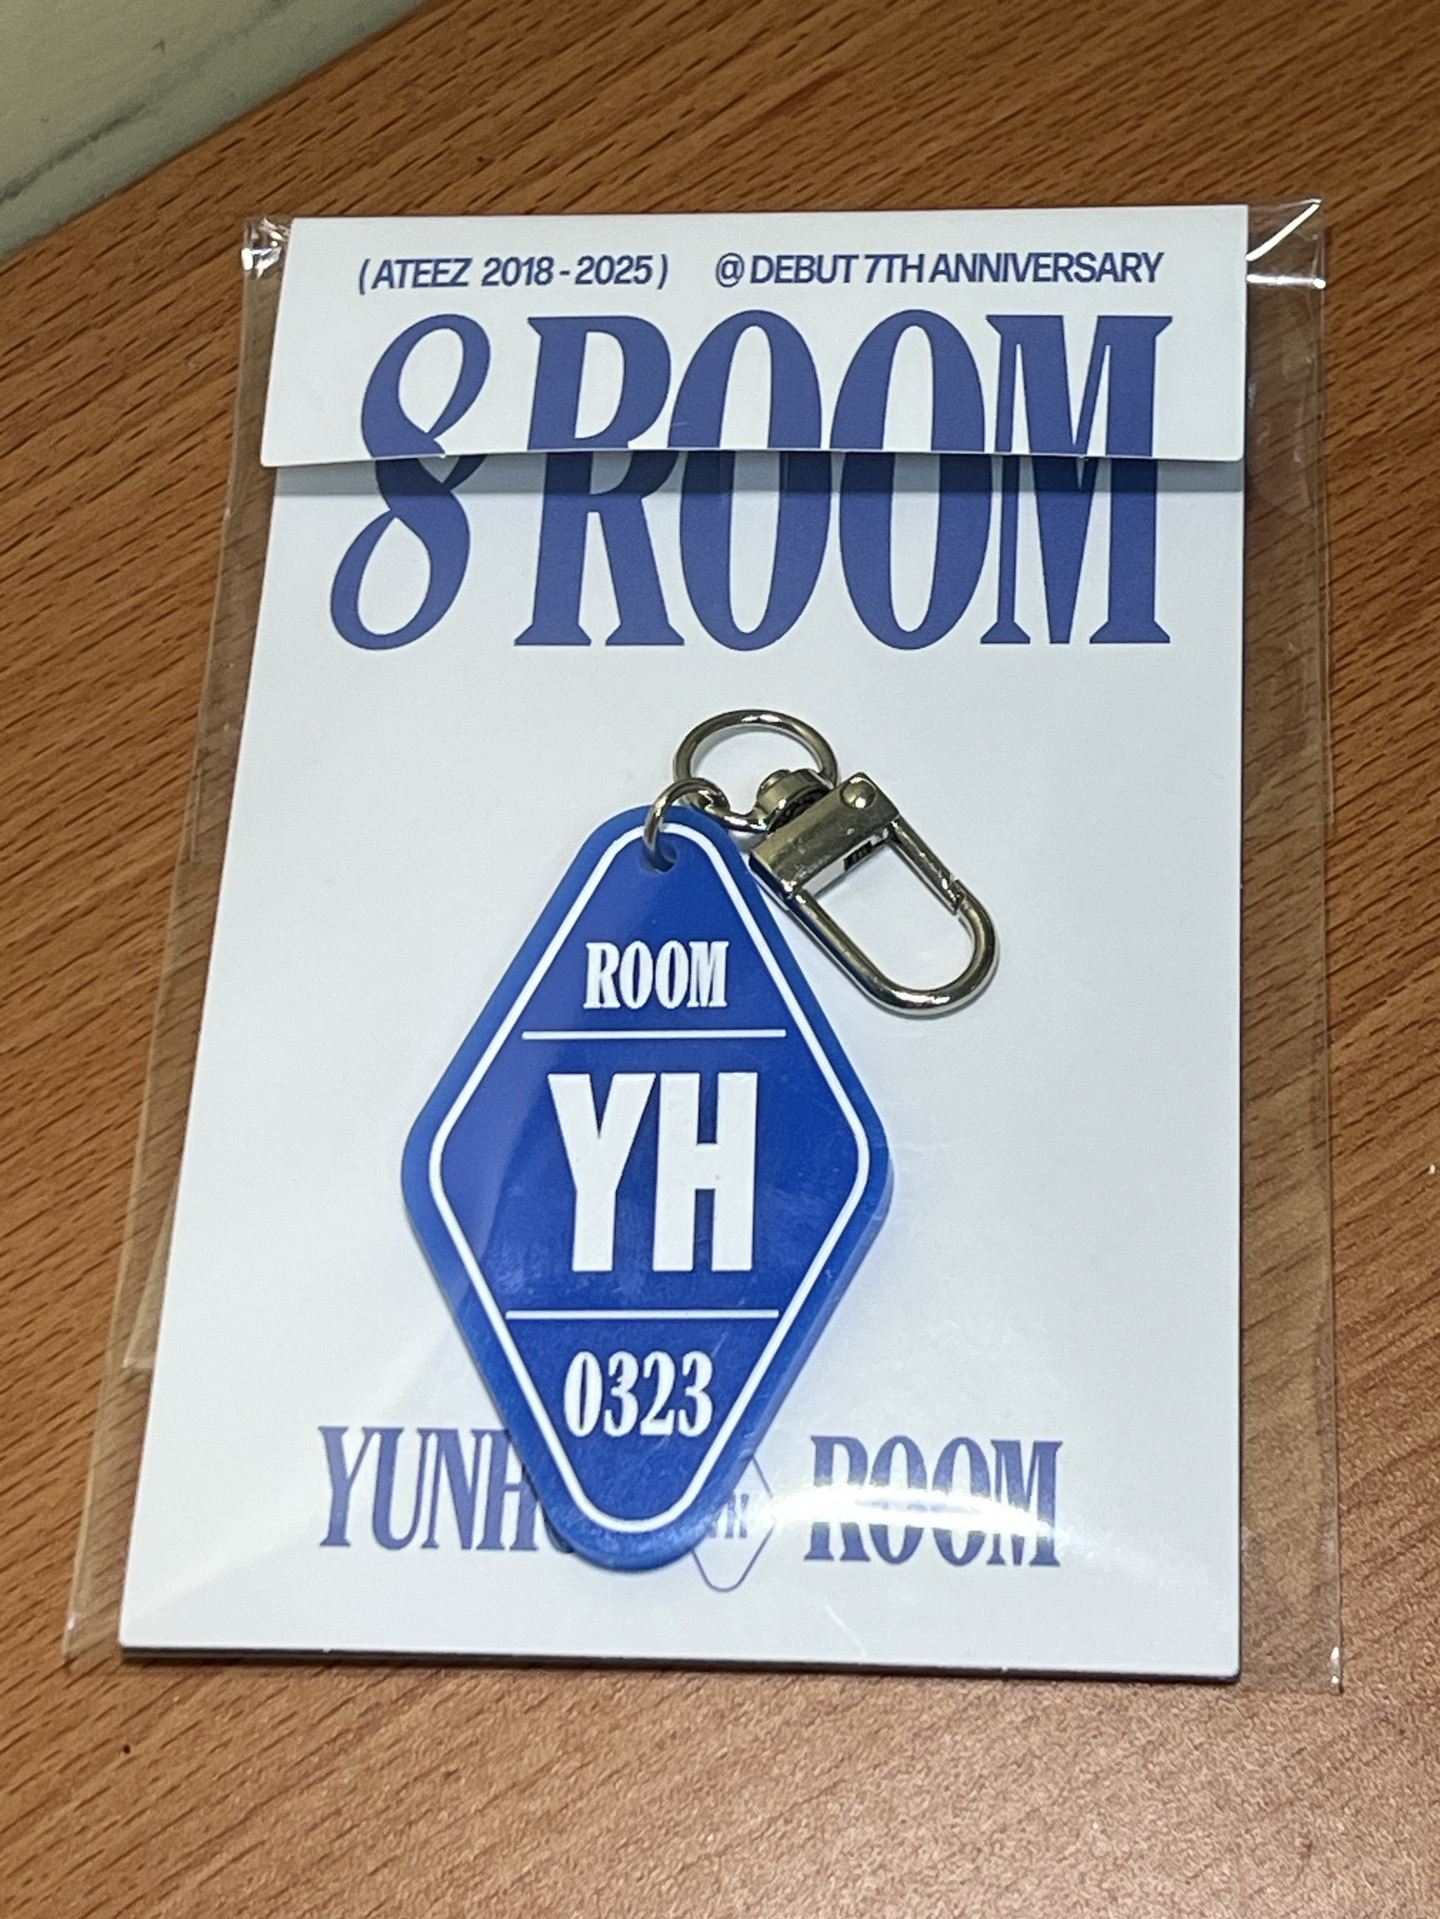 ( ATEEZ 2018 - 2025 ) @ DEBUT 7TH ANNIVERSARY
8 ROOM
ROOM
YH
0323
ROOM